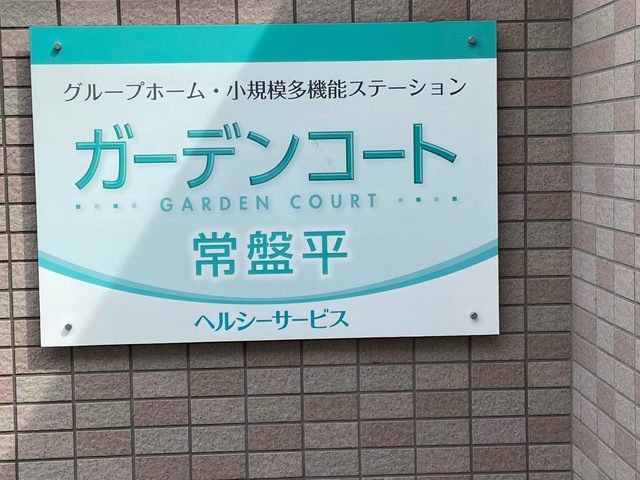 グループホーム・小規模多機能ステーション
ガーデンコート
GARDEN COURT
常盤平
ヘルシーサービス